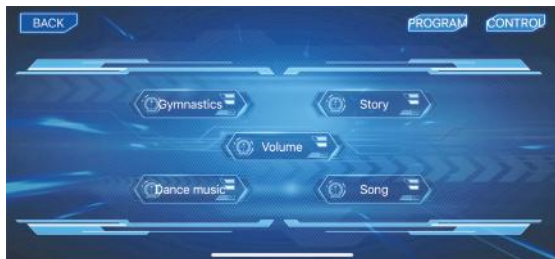 BACK
PROGRAM
CONTROL
Gymnastics
Story
Volume
Dance music
Song